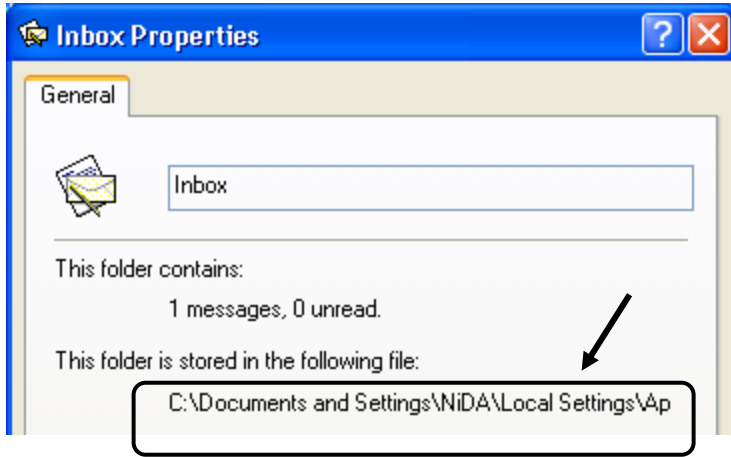 Inbox Properties
General
Inbox
This folder contains:
1 messages, 0 unread.
This folder is stored in the following file:
C:\Documents and Settings\NiDA\Local Settings\Ap